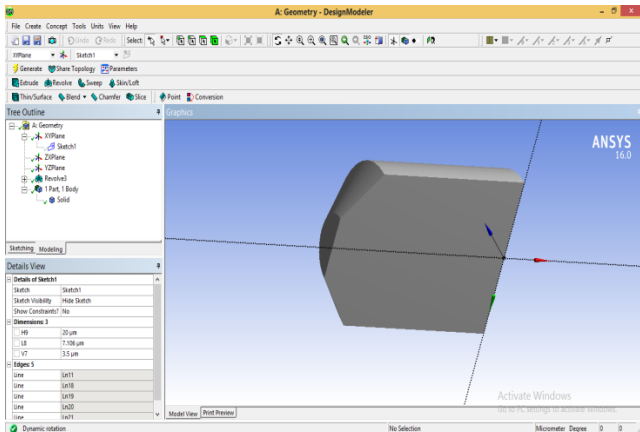 A: Geometry - DesignModeler
File Create Concept Tools Units View Help
Undo Redo Select:
XYPlane Sketch1
Generate Share Topology Parameters
Extrude Revolve Sweep Skin/Loft
Thin/Surface Blend Chamfer Slice Point Conversion
Tree Outline
Graphics
A: Geometry
XYPlane
Sketch1
ZXPlane
YZPlane
Revolve3
1 Part, 1 Body
Solid
ANSYS
16.0
Sketching Modeling
Details View
Details of Sketch1
Sketch Sketch1
Sketch Visibility Hide Sketch
Show Constraints? No
Dimensions: 3
H9 20 µm
L8 7.106 µm
V7 3.5 µm
Edges: 5
Line Ln11
Line Ln18
Line Ln19
Line Ln20
Line Ln21
Activate Windows
Go to PC settings to activate Windows.
Model View Print Preview
Dynamic rotation No Selection Micrometer Degree 0 0